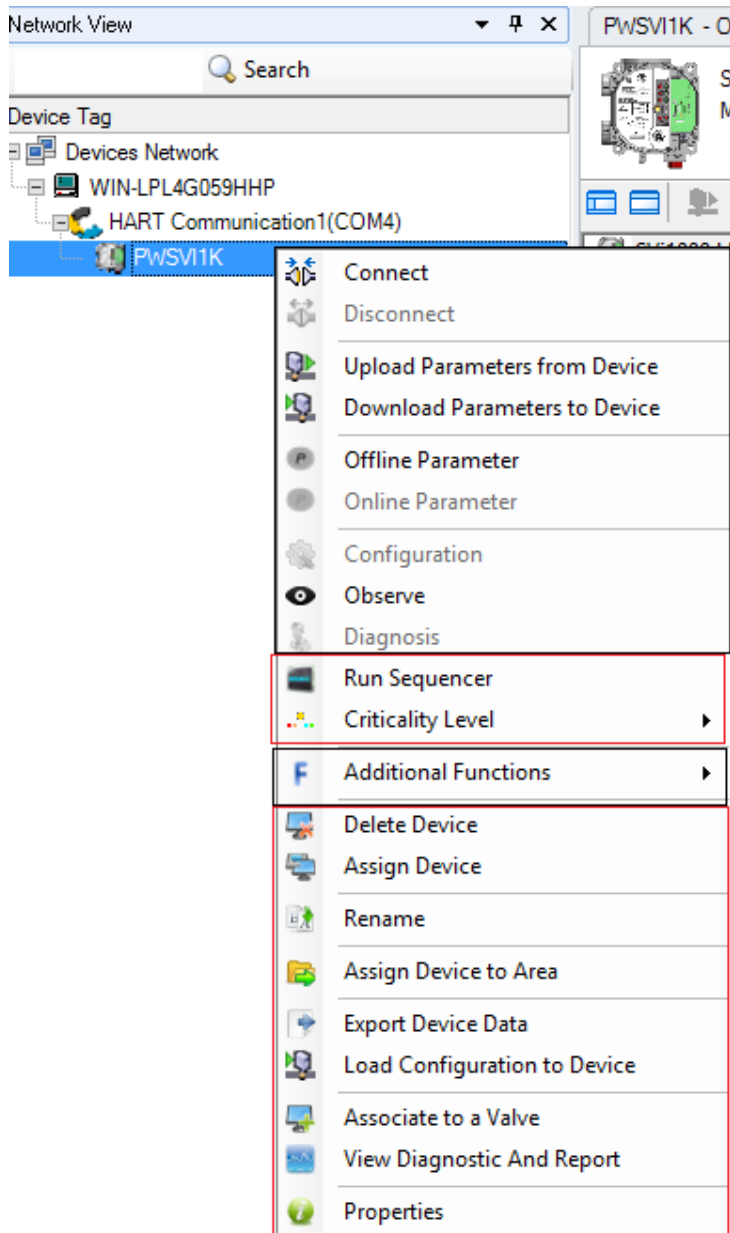 Network View
PWSVI1K - O
Search
S
M
Device Tag
Devices Network
WIN-LPL4G059HHP
HART Communication1(COM4)
PWSVI1K
Connect
Disconnect
Upload Parameters from Device
Download Parameters to Device
Offline Parameter
Online Parameter
Configuration
Observe
Diagnosis
Run Sequencer
Criticality Level
F Additional Functions
Delete Device
Assign Device
Rename
Assign Device to Area
Export Device Data
Load Configuration to Device
Associate to a Valve
View Diagnostic And Report
Properties